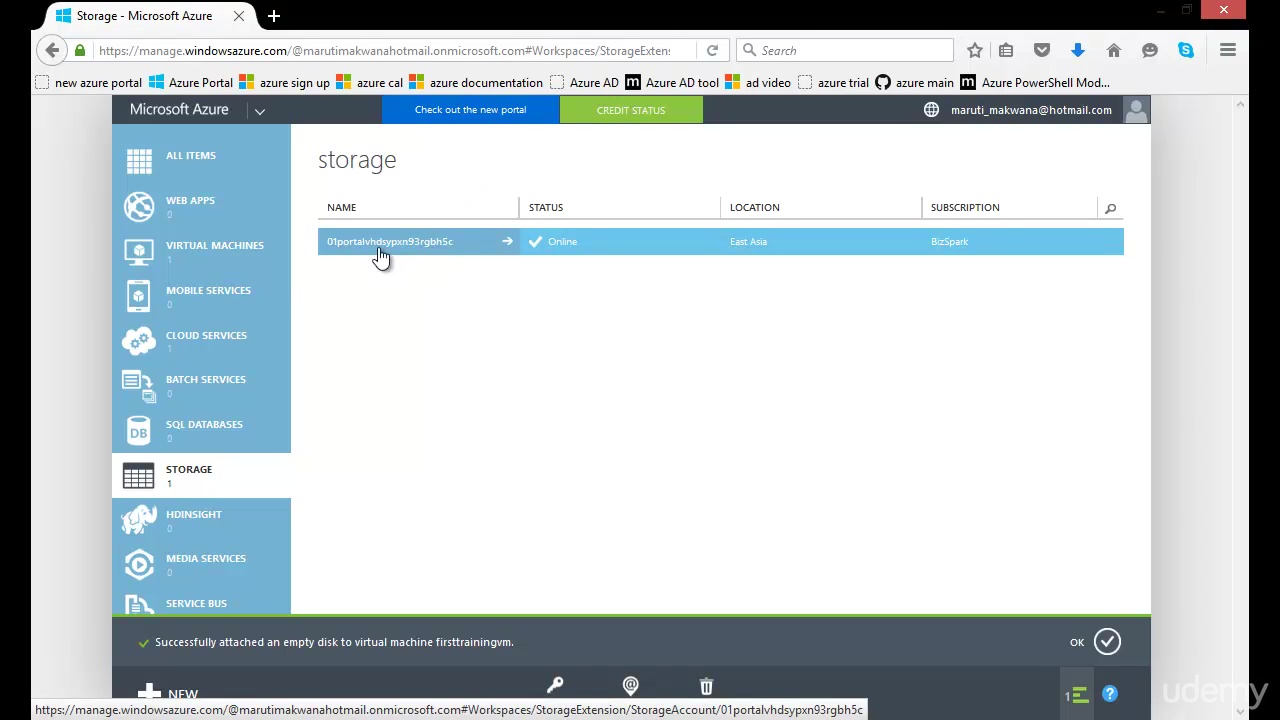 Storage - Microsoft Azure
https://manage.windowsazure.com/@marutimakwanahotmail.onmicrosoft.com#Workspaces/StorageExten:
Search
new azure portal
Azure Portal
azure sign up
azure cal
azure documentation
Azure AD
Azure AD tool
ad video
azure trial
azure main
Azure PowerShell Mod...
Microsoft Azure
Check out the new portal
CREDIT STATUS
maruti_makwana@hotmail.com
ALL ITEMS
WEB APPS
0
VIRTUAL MACHINES
1
MOBILE SERVICES
0
CLOUD SERVICES
1
BATCH SERVICES
0
SQL DATABASES
0
DB
STORAGE
1
HDINSIGHT
0
MEDIA SERVICES
0
SERVICE BUS
storage
NAME STATUS LOCATION SUBSCRIPTION
01portalvhdsypxn93rgbh5c Online East Asia BizSpark
Successfully attached an empty disk to virtual machine firsttrainingvm.
OK
NEW
1
?
https://manage.windowsazure.com/@marutimakwanahotmail.onmicrosoft.com#Workspaces/StorageExtension/StorageAccount/01portalvhdsypxn93rgbh5c
udemy